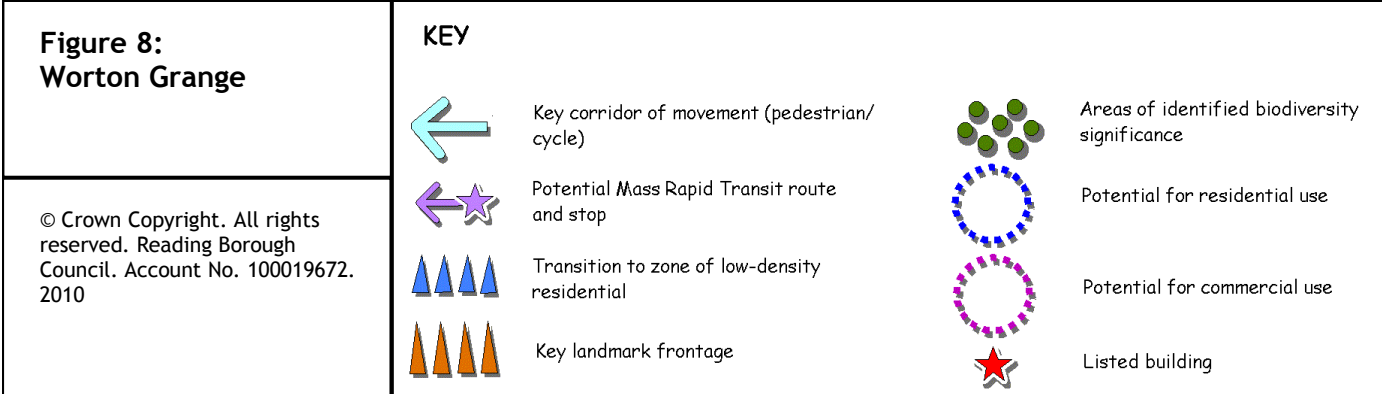 Figure 8:
Worton Grange
© Crown Copyright. All rights
reserved. Reading Borough
Council. Account No. 100019672.
2010
KEY
Key corridor of movement (pedestrian/
cycle)
Potential Mass Rapid Transit route
and stop
Transition to zone of low-density
residential
Key landmark frontage
Areas of identified biodiversity
significance
Potential for residential use
Potential for commercial use
Listed building